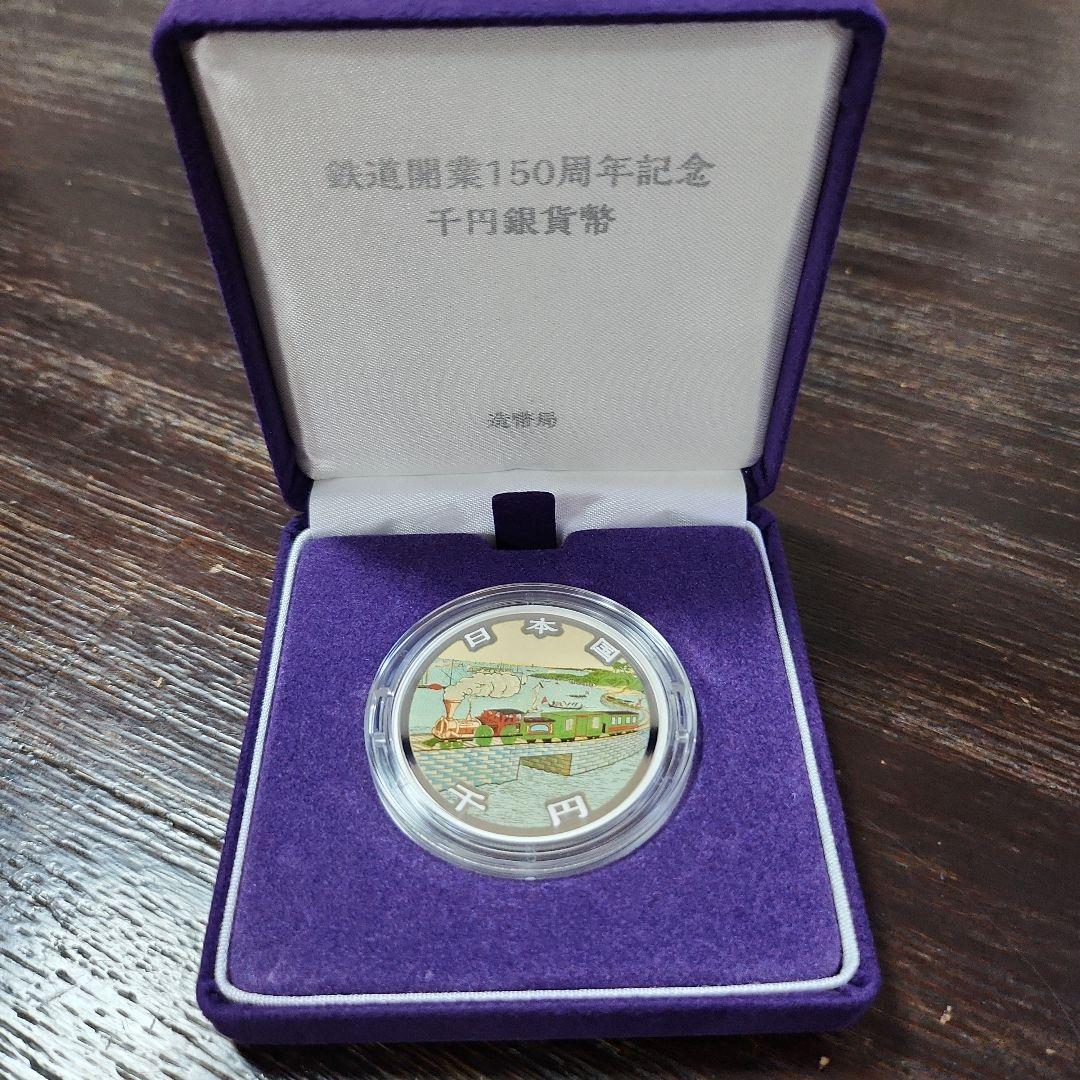 鉄道開業150周年記念
千円銀貨幣
造幣局
日本国
千円